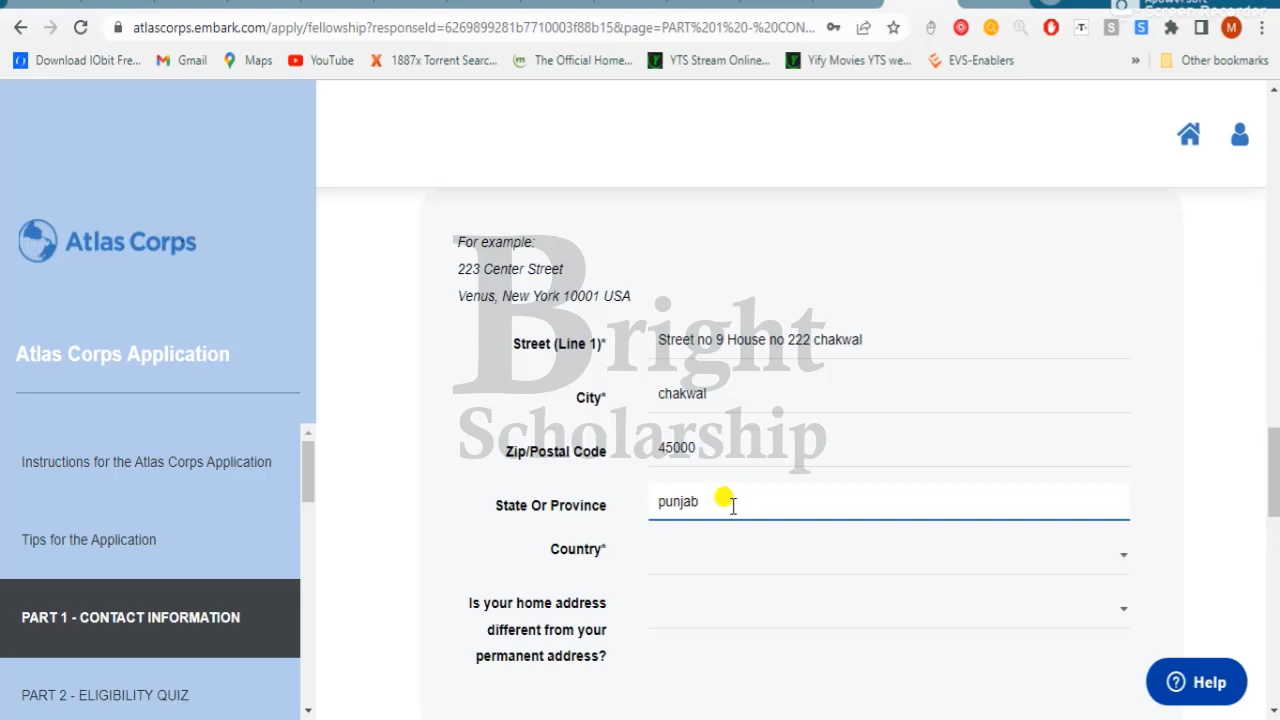 Apowersoft
Screen Recorder
atlascorps.embark.com/apply/fellowship?responseId=6269899281b7710003f88b15&page=PART%201%20-%20CON...
M
Download IObit Fre...
Gmail
Maps
YouTube
1887x Torrent Searc...
The Official Home...
YTS Stream Online...
Yify Movies YTS we...
EVS-Enablers
»
Other bookmarks
Atlas Corps
Atlas Corps Application
Instructions for the Atlas Corps Application
Tips for the Application
PART 1 - CONTACT INFORMATION
PART 2 - ELIGIBILITY QUIZ
For example:
223 Center Street
Venus, New York 10001 USA
Street (Line 1)* Street no 9 House no 222 chakwal
City* chakwal
Zip/Postal Code 45000
State Or Province punjab
Country*
Is your home address
different from your
permanent address?
Bright
Scholarship
? Help